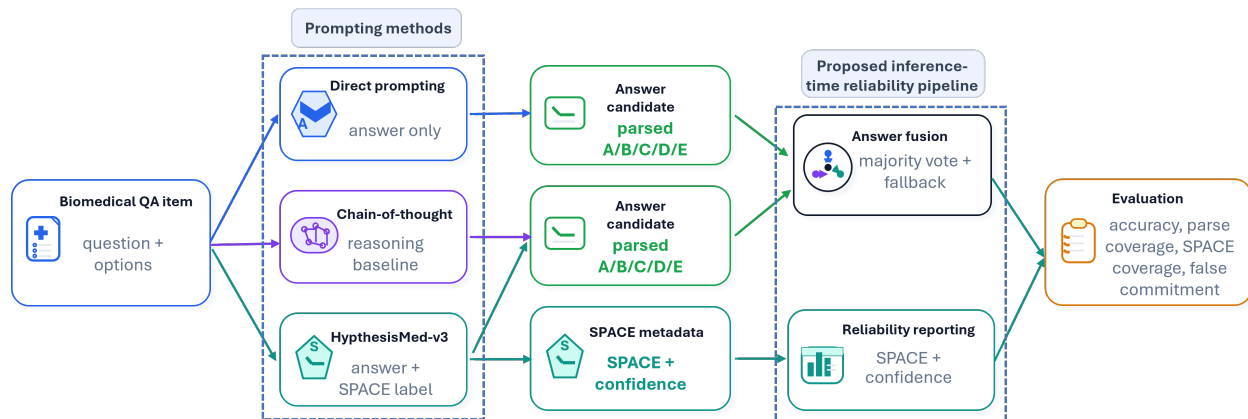 Prompting methods
Biomedical QA item
question +
options
Direct prompting
A
answer only
Chain-of-thought
reasoning
baseline
HypthesisMed-v3
S
answer +
SPACE label
Answer
candidate
parsed
A/B/C/D/E
Answer
candidate
parsed
A/B/C/D/E
SPACE metadata
S
SPACE +
confidence
Proposed inference-
time reliability pipeline
Answer fusion
majority vote +
fallback
Reliability reporting
SPACE +
confidence
Evaluation
accuracy, parse
coverage, SPACE
coverage, false
commitment